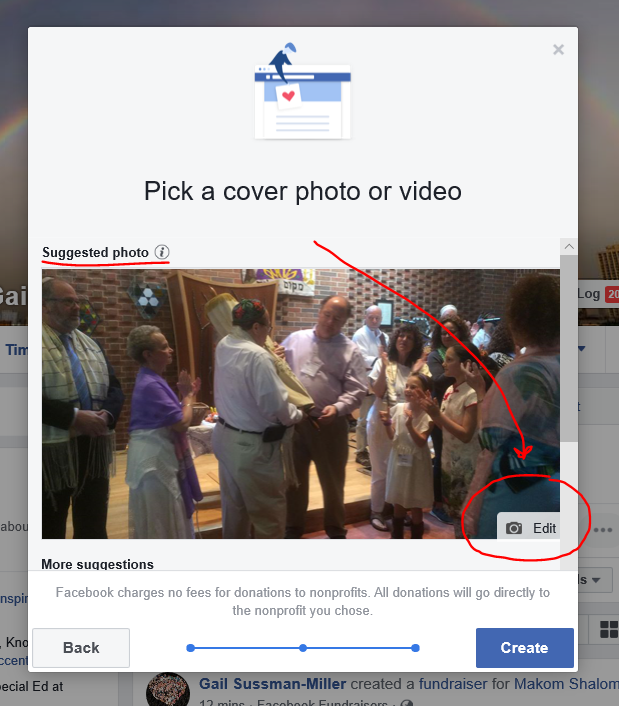 ×
Pick a cover photo or video
Suggested photo i
Log 20
Gai
Tim
מקום
Edit
abou
More suggestions
Facebook charges no fees for donations to nonprofits. All donations will go directly to
the nonprofit you chose.
nspir
Back
Create
, Kno
ccent
ecial Ed at
Gail Sussman-Miller created a fundraiser for Makom Shalom
12 mins · Facebook Fundraisers ·